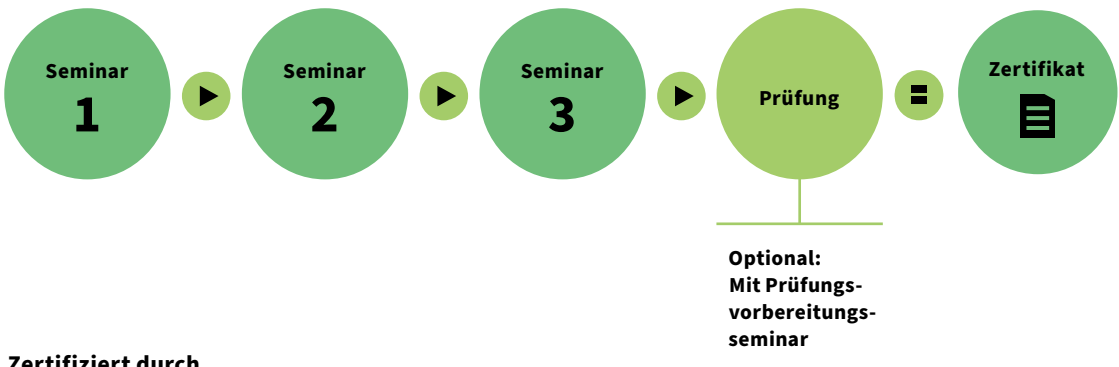 Seminar
1
Seminar
2
Seminar
3
Prüfung
Zertifikat
Optional:
Mit Prüfungs-
vorbereitungs-
seminar
Zertifiziert durch